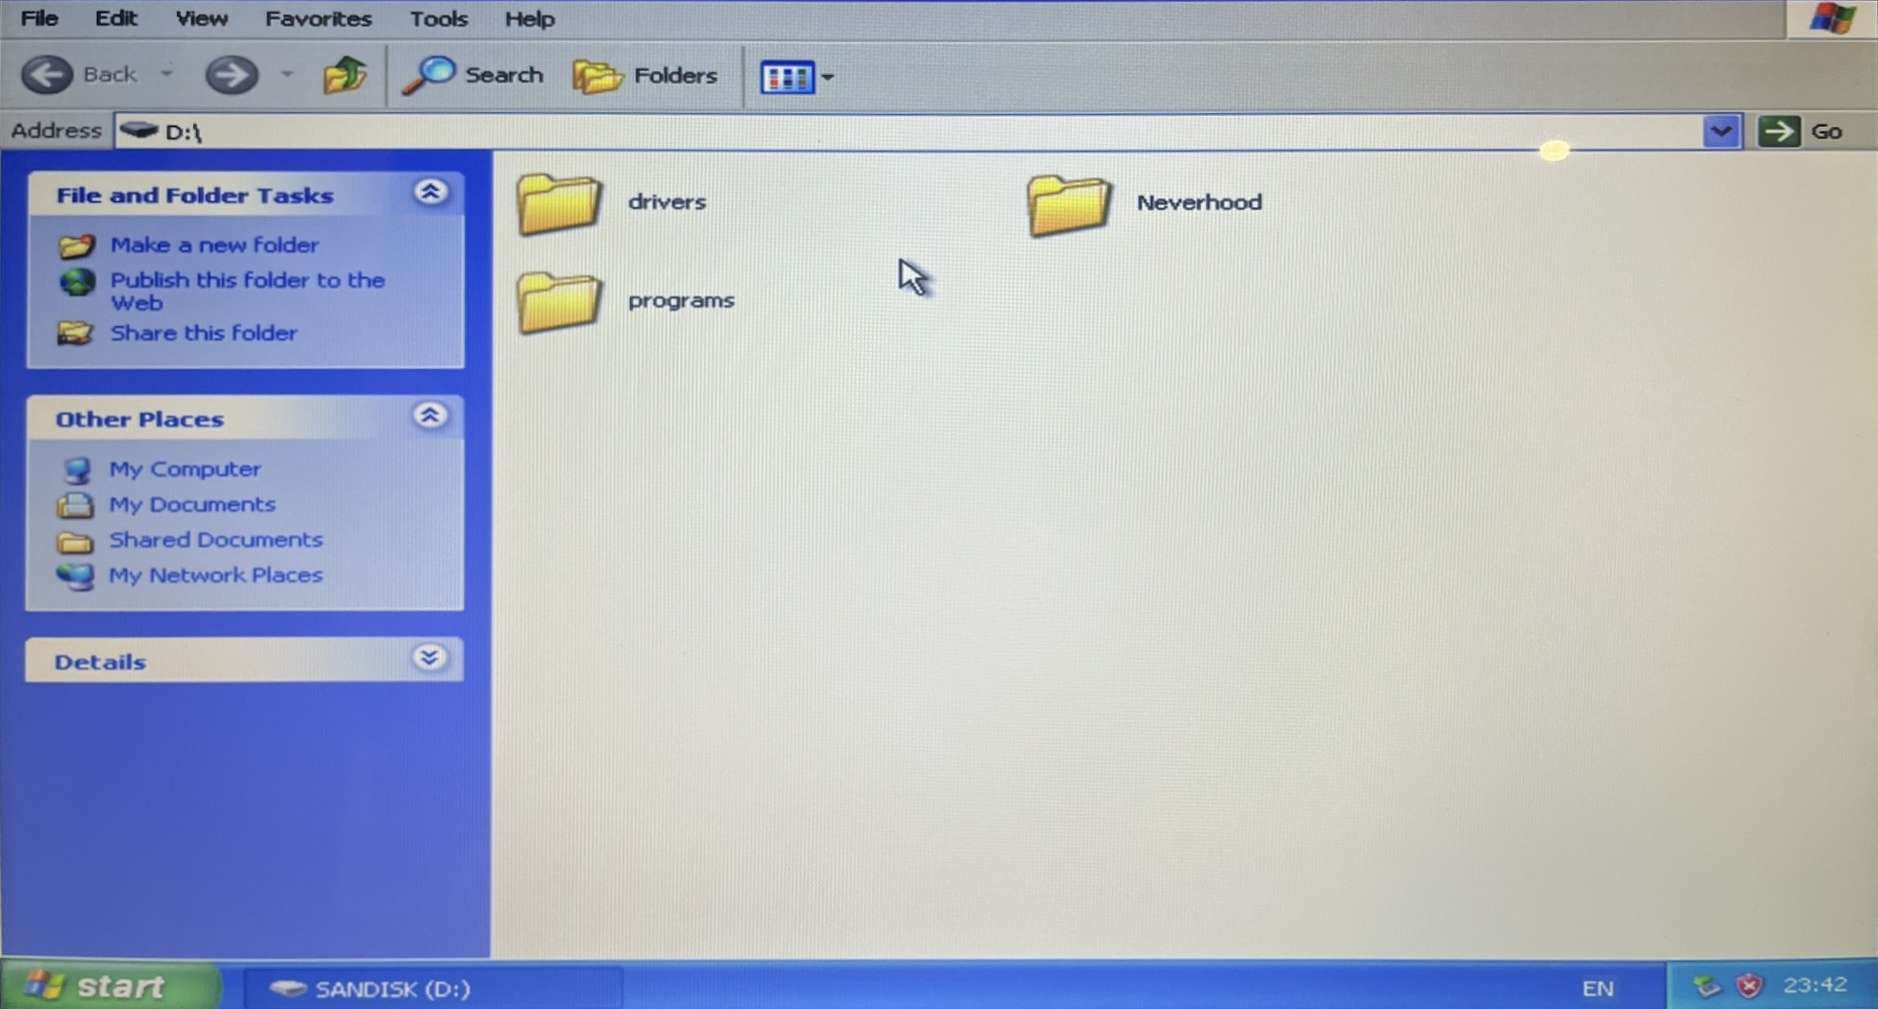 File Edit View Favorites Tools Help
Back Search Folders
Address D:\ Go
File and Folder Tasks
Make a new folder
Publish this folder to the
Web
Share this folder
Other Places
My Computer
My Documents
Shared Documents
My Network Places
Details
drivers Neverhood
programs
start SANDISK (D:) EN 23:42